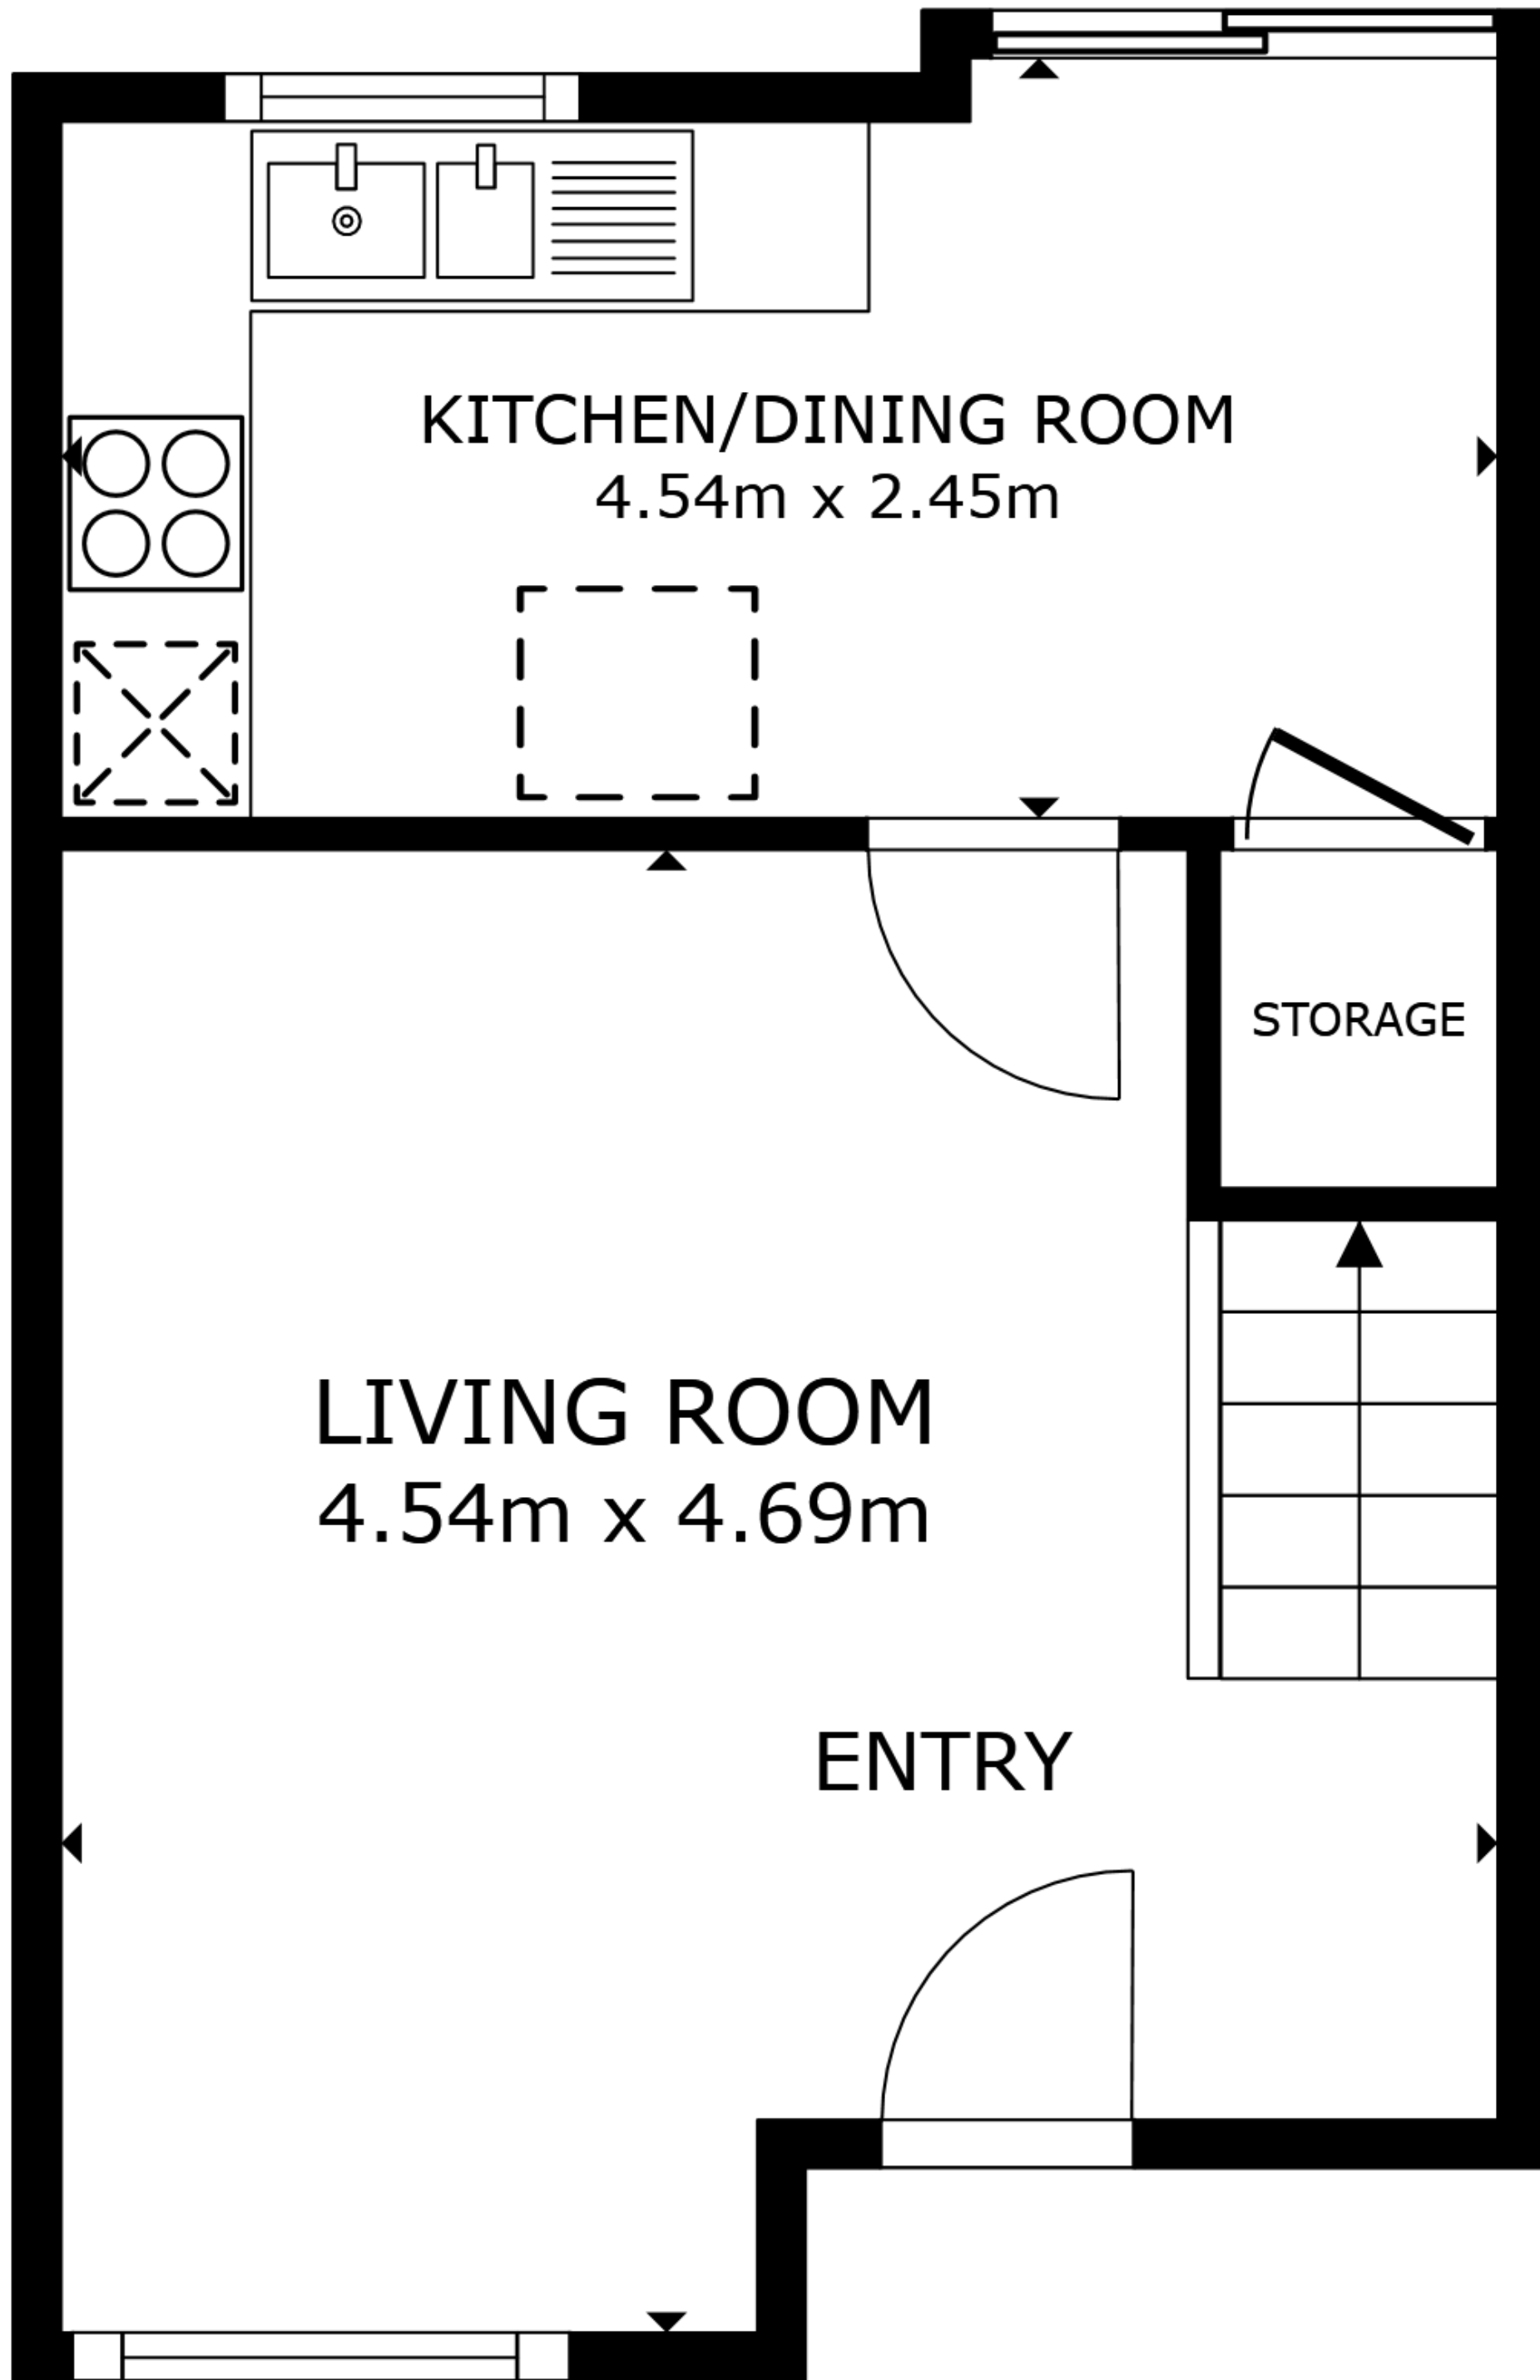 KITCHEN/DINING ROOM
4.54m x 2.45m
STORAGE
LIVING ROOM
4.54m x 4.69m
ENTRY